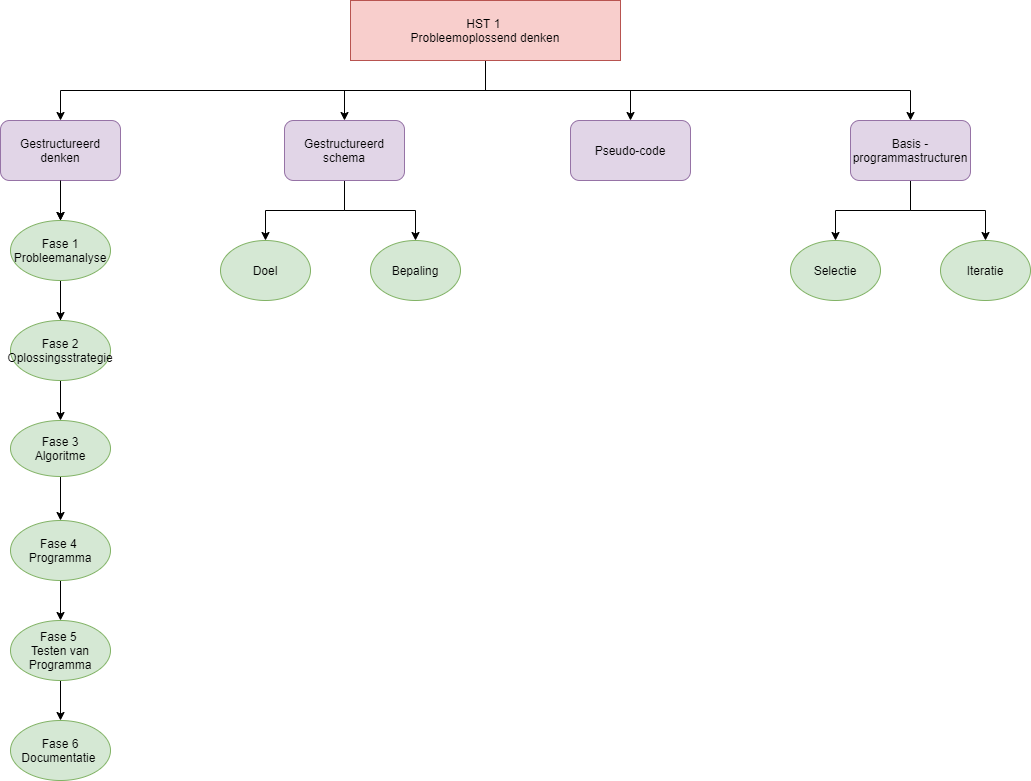 HST 1
Probleemoplossend denken
Gestructureerd
denken
Gestructureerd
schema
Pseudo-code
Basis -
programmastructuren
Fase 1
Probleemanalyse
Doel
Bepaling
Selectie
Iteratie
Fase 2
Oplossingsstrategie
Fase 3
Algoritme
Fase 4
Programma
Fase 5
Testen van
Programma
Fase 6
Documentatie